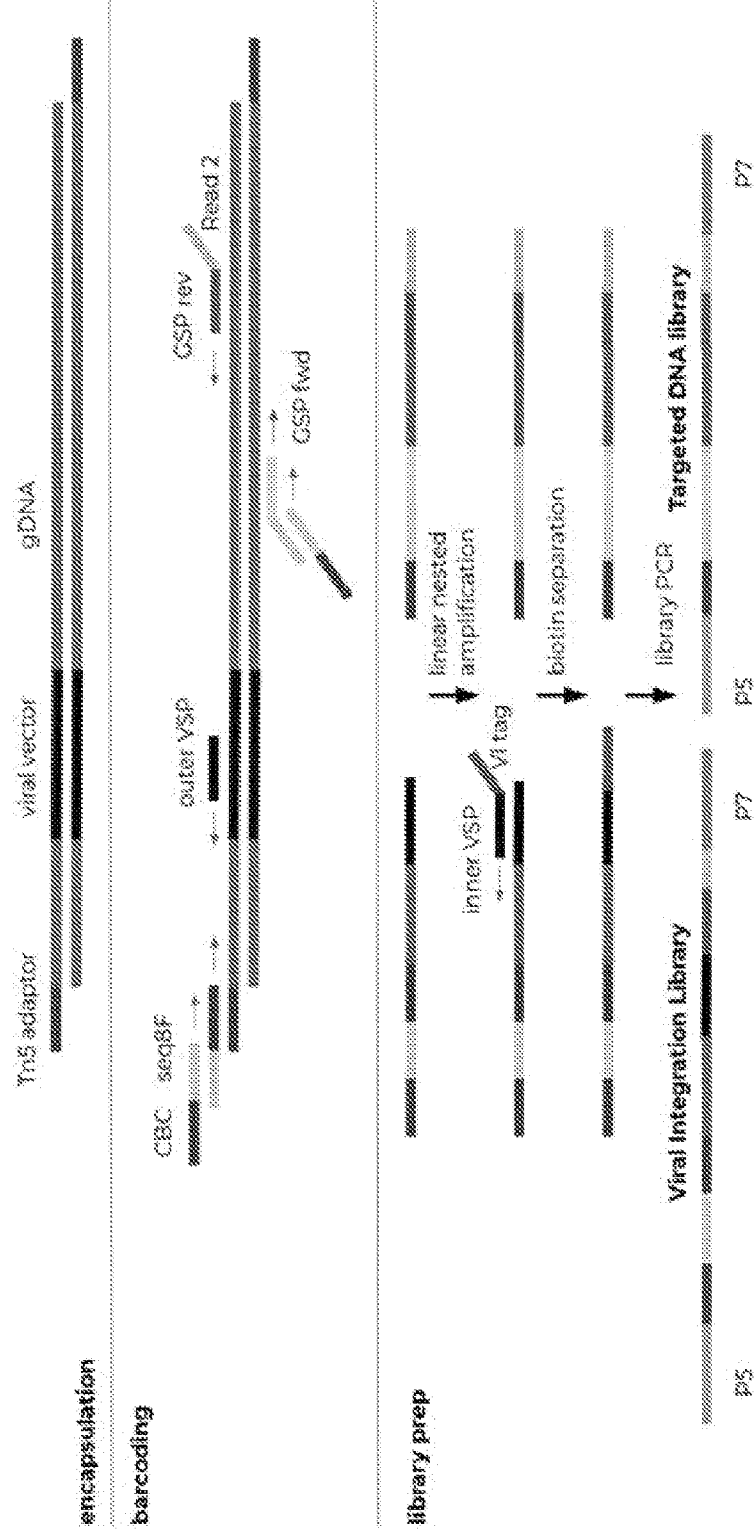 encapsulation
Tn5 adaptor
viral vector
gDNA
barcoding
CBC
seq8F
outer VSP
GSP rev
Read 2
GSP fwd
library prep
linear nested
amplification
inner VSP
VI tag
biotin separation
library PCR
Viral Integration Library
Targeted DNA library
P5
P7
P5
P7